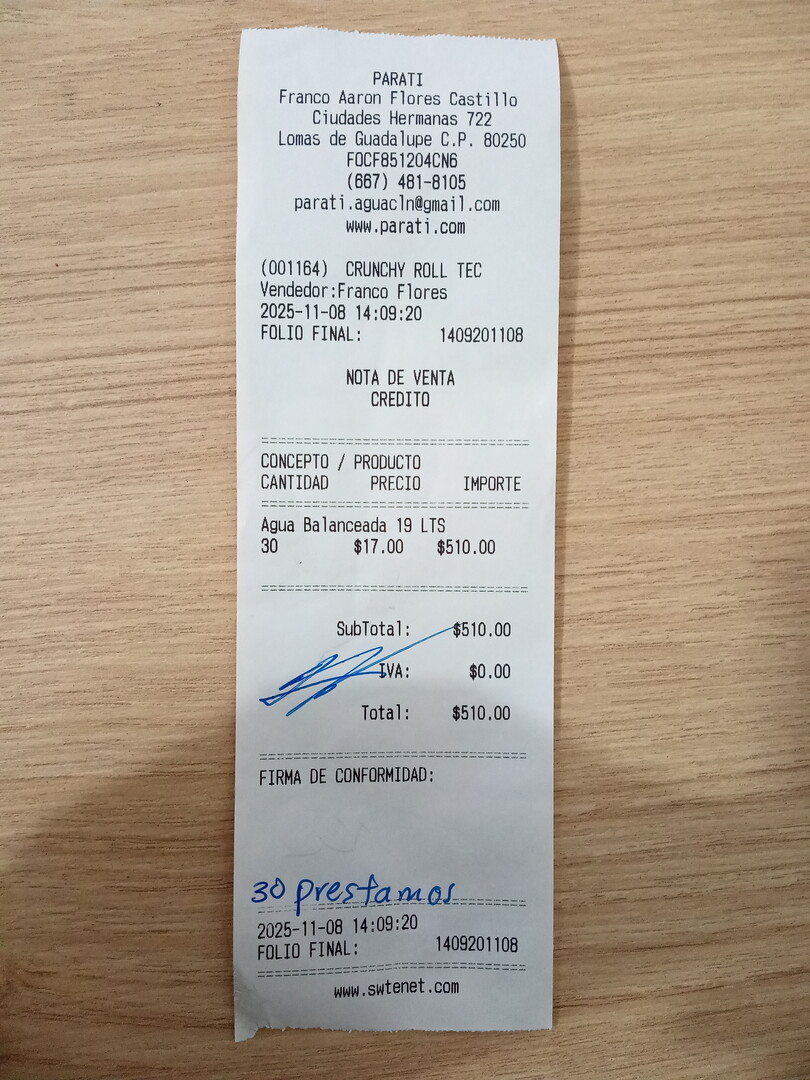 PARATI
Franco Aaron Flores Castillo
Ciudades Hermanas 722
Lomas de Guadalupe C.P. 80250
FOCF851204CN6
(667) 481-8105
parati.aguacln@gmail.com
www.parati.com
(001164) CRUNCHY ROLL TEC
Vendedor:Franco Flores
2025-11-08 14:09:20
FOLIO FINAL: 1409201108
NOTA DE VENTA
CREDITO
CONCEPTO / PRODUCTO
CANTIDAD PRECIO IMPORTE
Agua Balanceada 19 LTS
30 $17.00 $510.00
SubTotal: $510.00
IVA: $0.00
Total: $510.00
FIRMA DE CONFORMIDAD:
30 prestamos
2025-11-08 14:09:20
FOLIO FINAL: 1409201108
www.swtenet.com